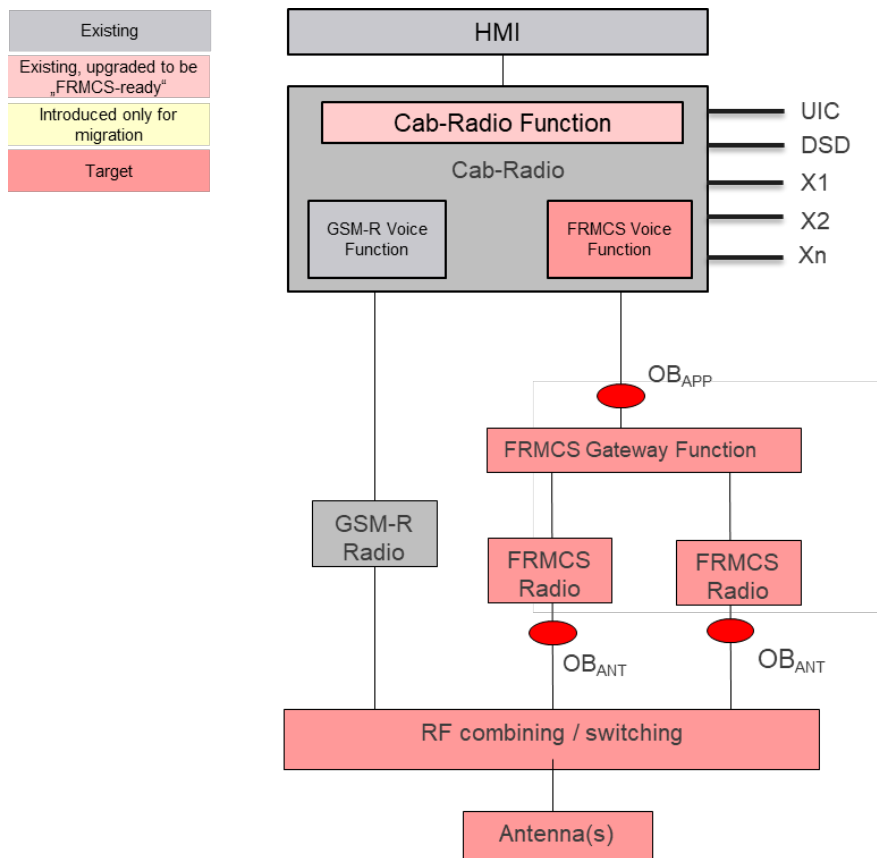 Existing
Existing, upgraded to be
„FRMCS-ready“
Introduced only for
migration
Target
HMI
Cab-Radio Function
Cab-Radio
GSM-R Voice
Function
FRMCS Voice
Function
UIC
DSD
X1
X2
Xn
OBAPP
FRMCS Gateway Function
GSM-R
Radio
FRMCS
Radio
FRMCS
Radio
OBANT
OBANT
RF combining / switching
Antenna(s)